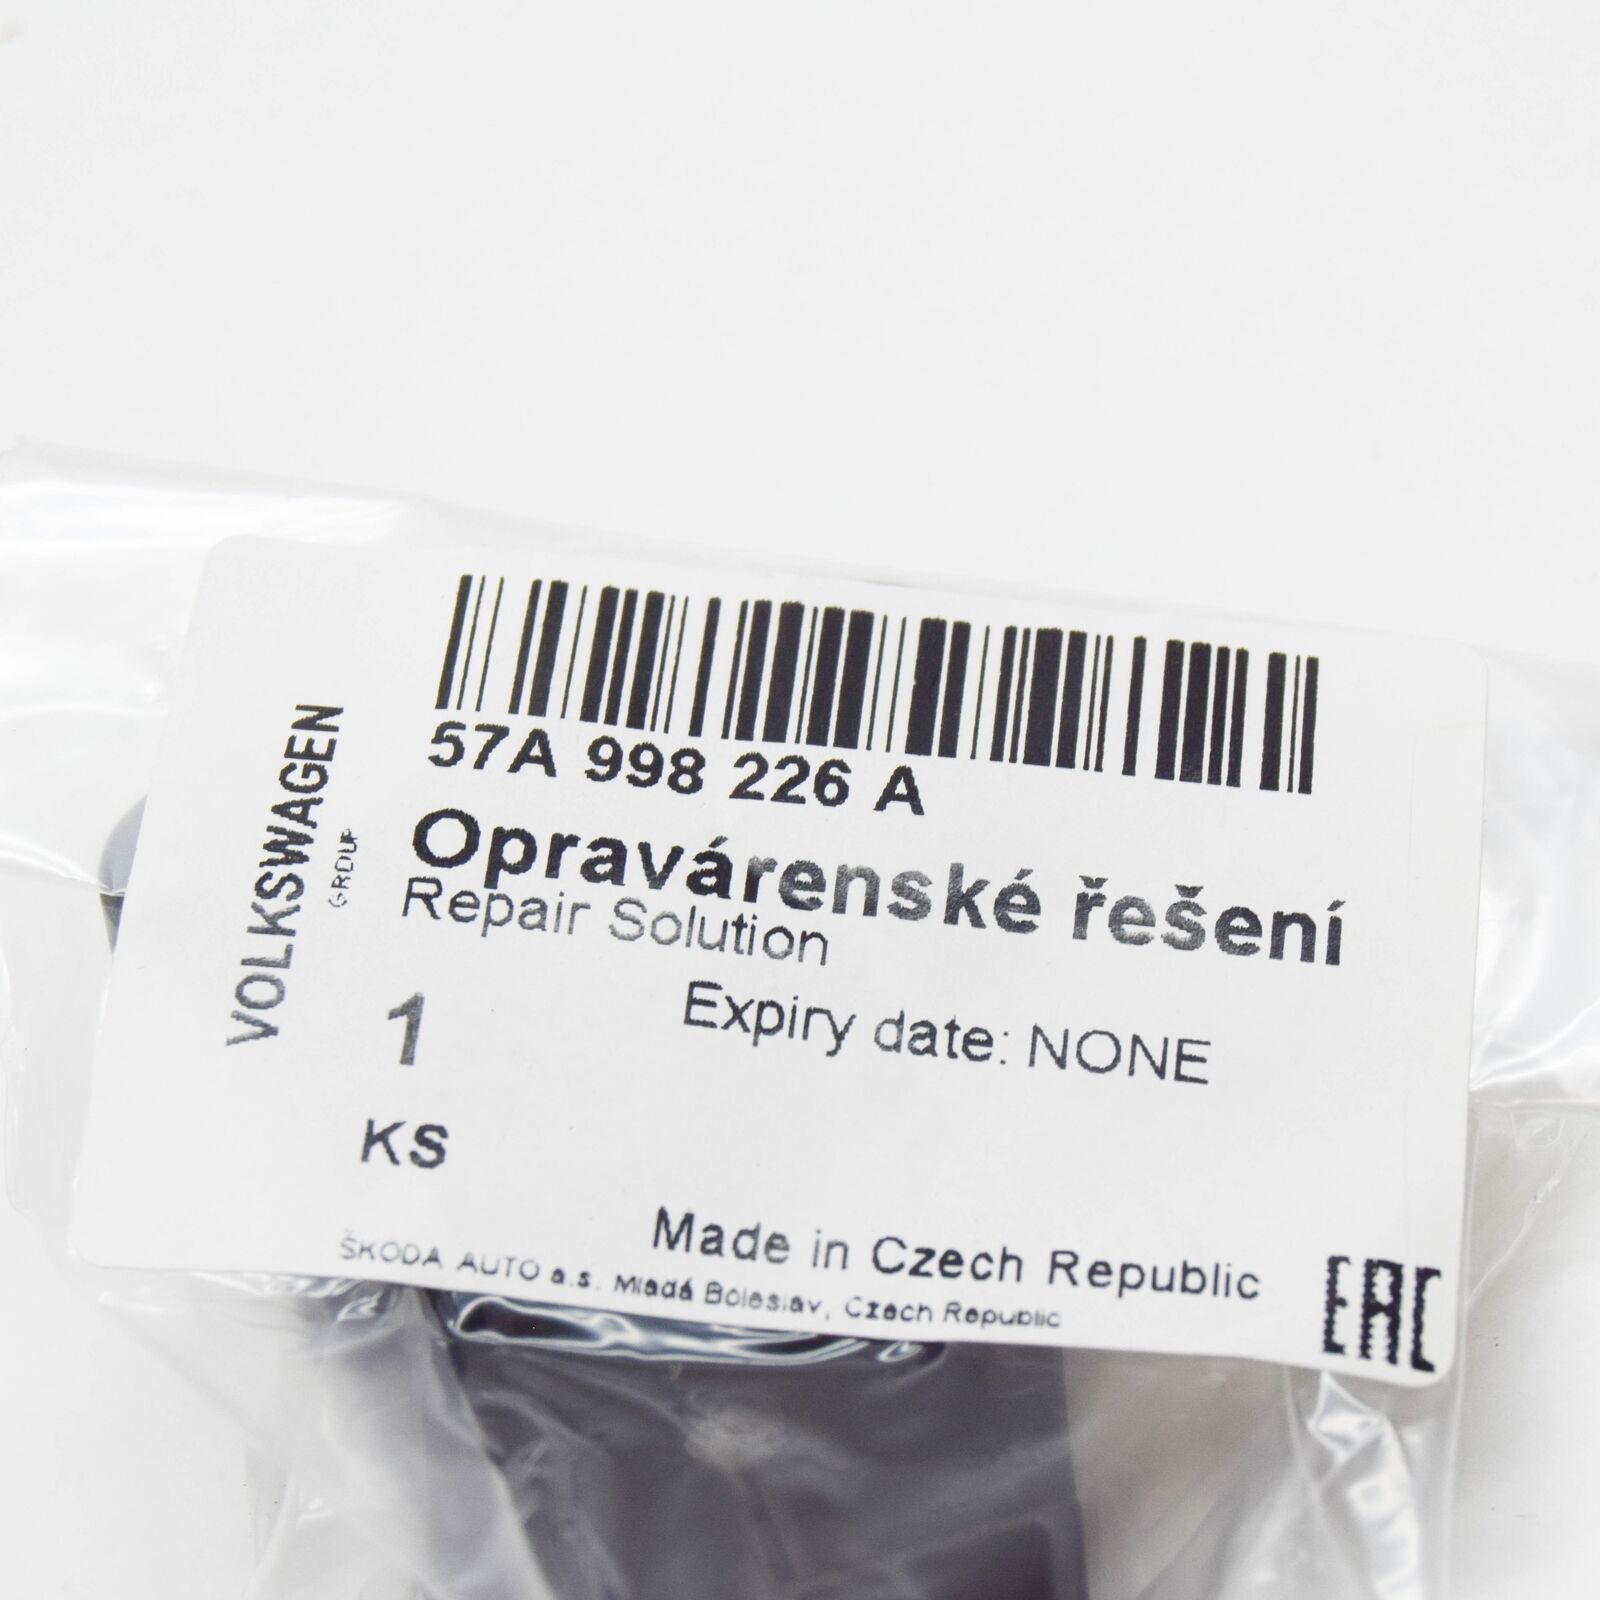 57A 998 226 A
Opravárenské řešení
Repair Solution
VOLKSWAGEN
GROUP
1
Expiry date: NONE
KS
Made in Czech Republic
ŠKODA AUTO a.s. Mladá Boleslav, Czech Republic
EAC